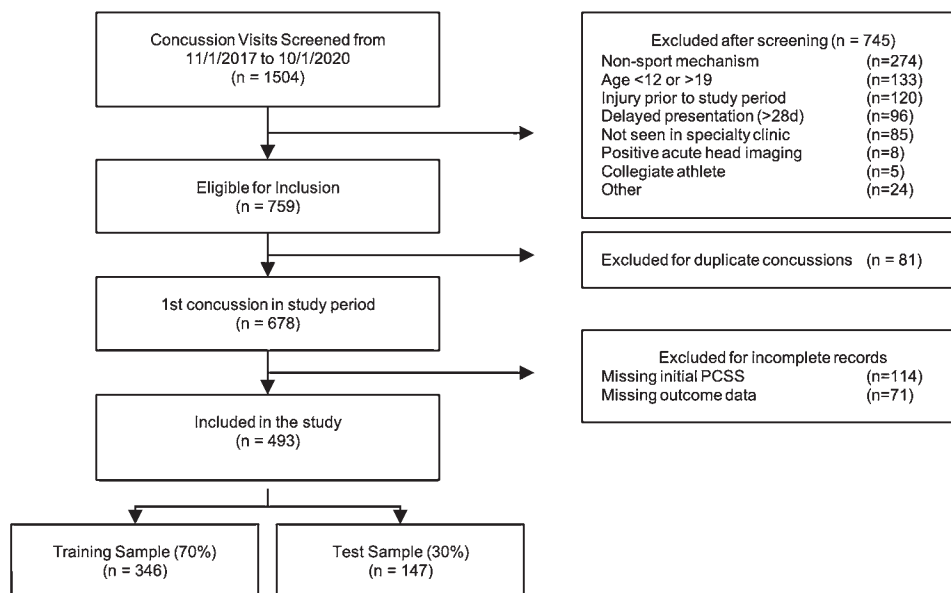 Concussion Visits Screened from
11/1/2017 to 10/1/2020
(n = 1504)
Excluded after screening (n = 745)
Non-sport mechanism (n=274)
Age <12 or >19 (n=133)
Injury prior to study period (n=120)
Delayed presentation (>28d) (n=96)
Not seen in specialty clinic (n=85)
Positive acute head imaging (n=8)
Collegiate athlete (n=5)
Other (n=24)
Eligible for Inclusion
(n = 759)
Excluded for duplicate concussions (n = 81)
1st concussion in study period
(n = 678)
Excluded for incomplete records
Missing initial PCSS (n=114)
Missing outcome data (n=71)
Included in the study
(n = 493)
Training Sample (70%)
(n = 346)
Test Sample (30%)
(n = 147)